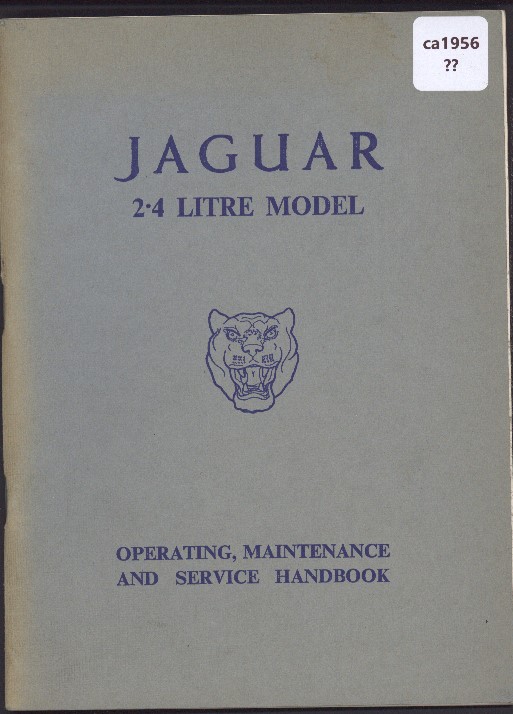 ca1956
??
JAGUAR
2·4 LITRE MODEL
OPERATING, MAINTENANCE
AND SERVICE HANDBOOK